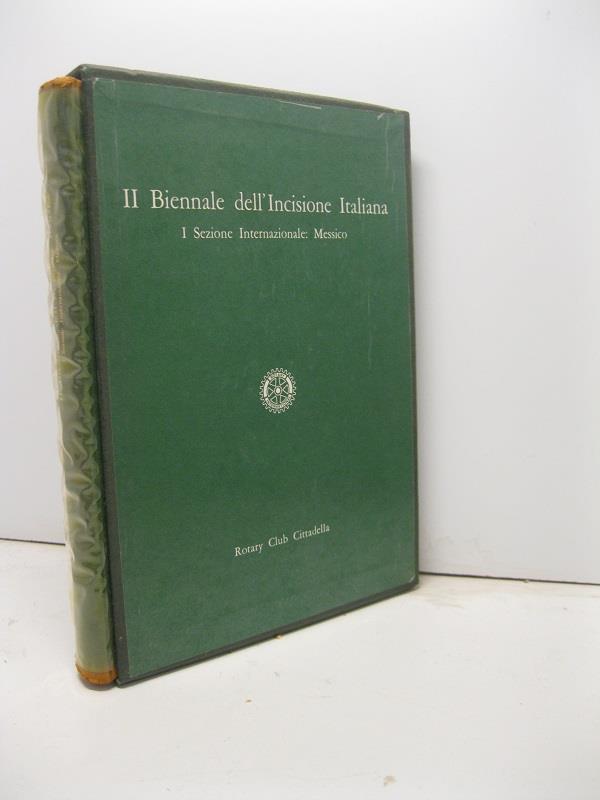 II Biennale dell'Incisione Italiana
I Sezione Internazionale: Messico
Rotary Club Cittadella